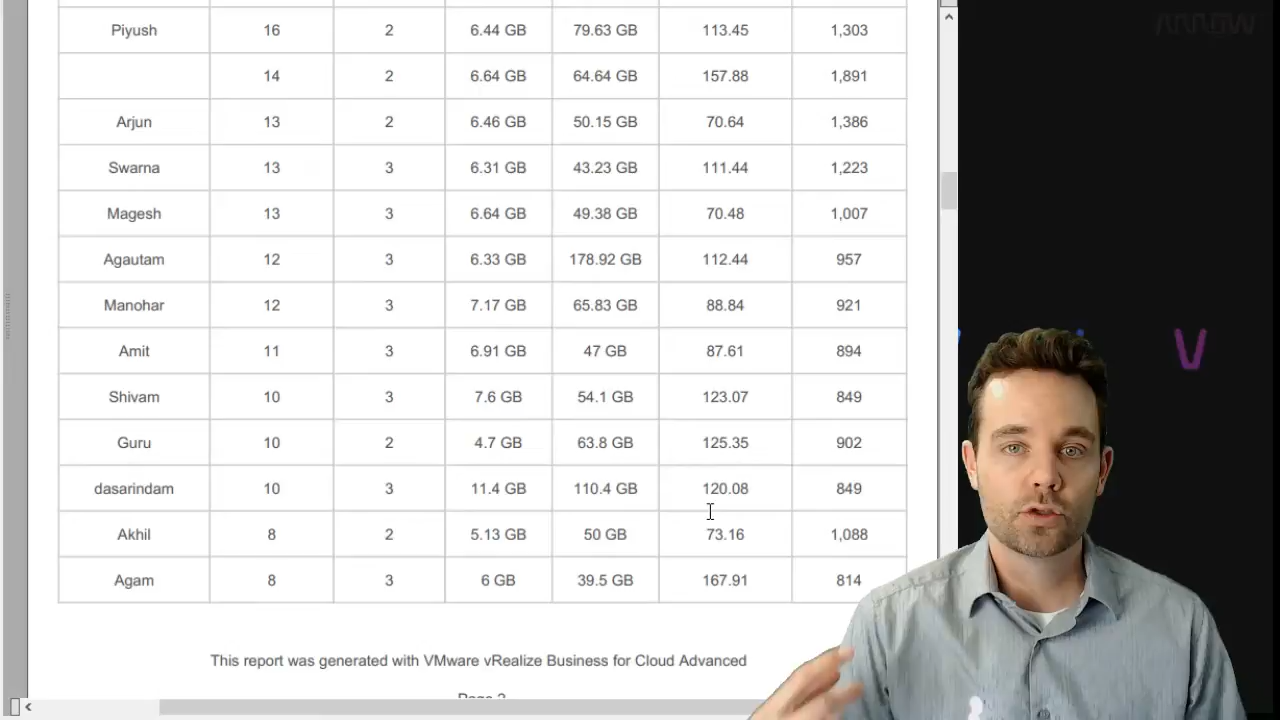 ARROW
Piyush 16 2 6.44 GB 79.63 GB 113.45 1,303
14 2 6.64 GB 64.64 GB 157.88 1,891
Arjun 13 2 6.46 GB 50.15 GB 70.64 1,386
Swarna 13 3 6.31 GB 43.23 GB 111.44 1,223
Magesh 13 3 6.64 GB 49.38 GB 70.48 1,007
Agautam 12 3 6.33 GB 178.92 GB 112.44 957
Manohar 12 3 7.17 GB 65.83 GB 88.84 921
Amit 11 3 6.91 GB 47 GB 87.61 894
Shivam 10 3 7.6 GB 54.1 GB 123.07 849
Guru 10 2 4.7 GB 63.8 GB 125.35 902
dasarindam 10 3 11.4 GB 110.4 GB 120.08 849
Akhil 8 2 5.13 GB 50 GB 73.16 1,088
Agam 8 3 6 GB 39.5 GB 167.91 814
This report was generated with VMware vRealize Business for Cloud Advanced
V